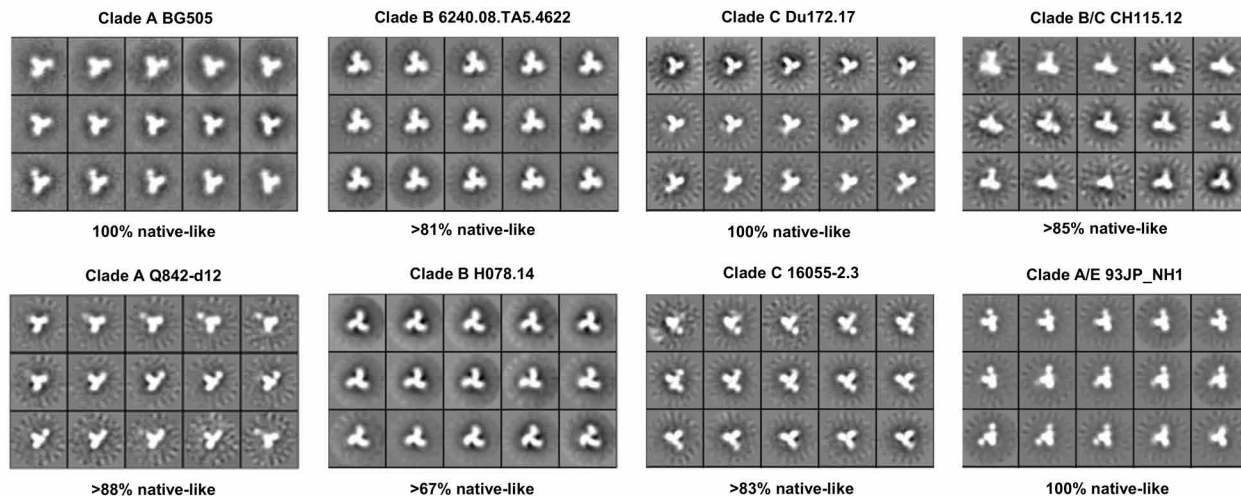 Clade A BG505
Clade B 6240.08.TA5.4622
Clade C Du172.17
Clade B/C CH115.12
100% native-like
>81% native-like
100% native-like
>85% native-like
Clade A Q842-d12
Clade B H078.14
Clade C 16055-2.3
Clade A/E 93JP_NH1
>88% native-like
>67% native-like
>83% native-like
100% native-like